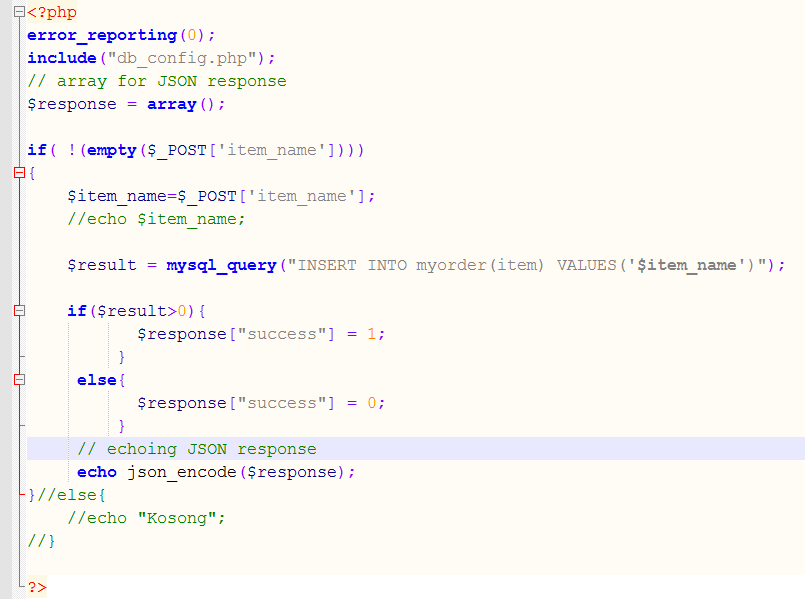 <?php
error_reporting(0);
include("db_config.php");
// array for JSON response
$response = array();
if( !(empty($_POST['item_name'])))
{
$item_name=$_POST['item_name'];
//echo $item_name;
$result = mysql_query("INSERT INTO myorder(item) VALUES('$item_name')");
if($result>0){
$response["success"] = 1;
}
else{
$response["success"] = 0;
}
// echoing JSON response
echo json_encode($response);
}//else{
//echo "Kosong";
//}
?>